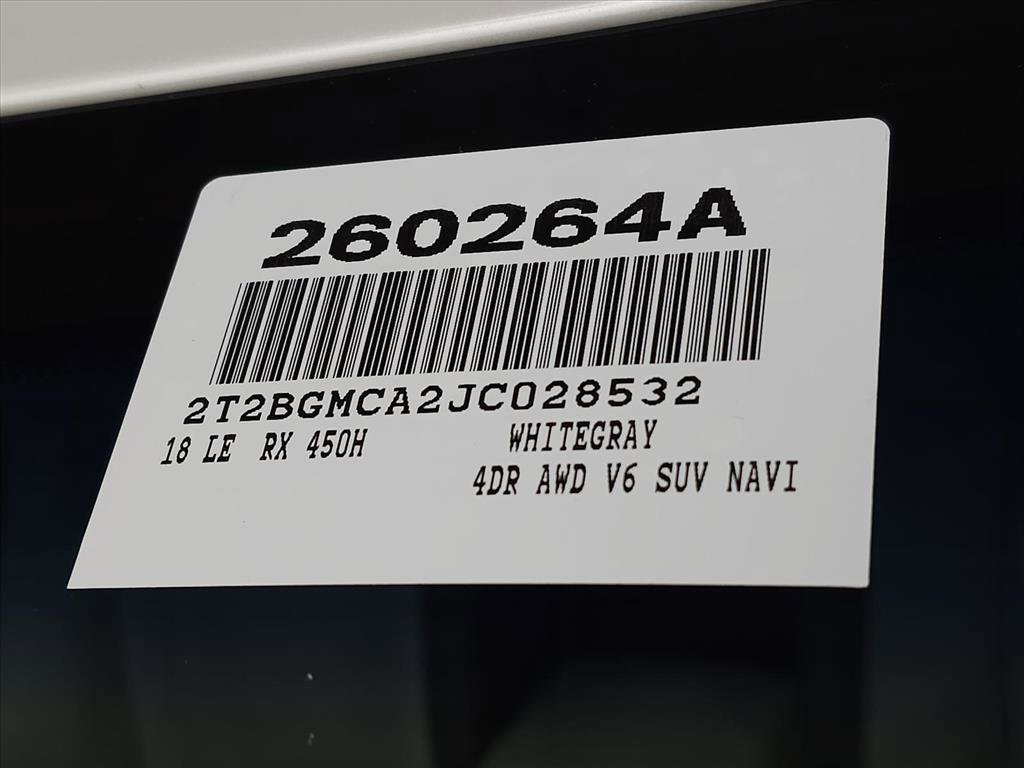 260264A
2T2BGMCA2JC028532
18 LE RX 450H WHITEGRAY
4DR AWD V6 SUV NAVI